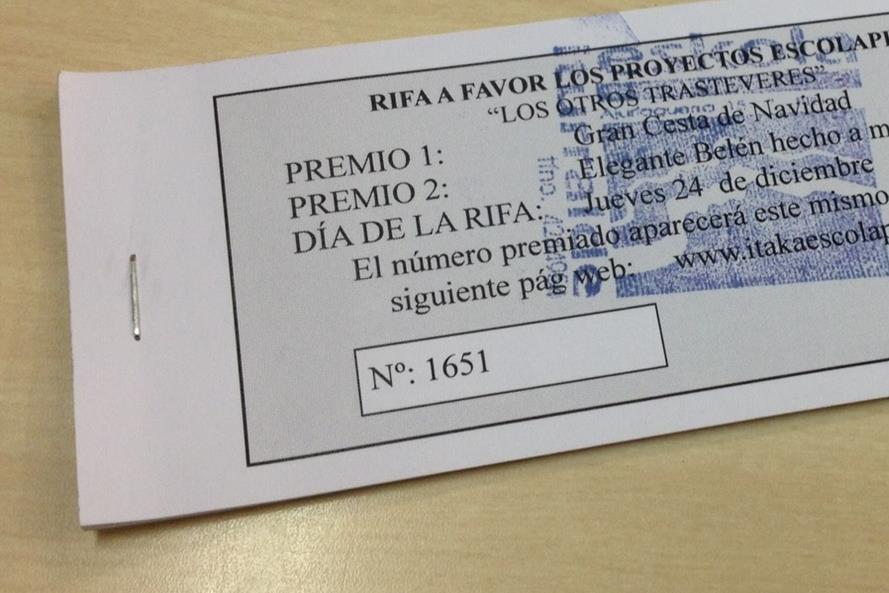 RIFA A FAVOR LOS PROYECTOS ESCOLAPI
“LOS OTROS TRASTEVERES”
PREMIO 1: Gran Cesta de Navidad
PREMIO 2: Elegante Belén hecho a m
DÍA DE LA RIFA: Jueves 24 de diciembre
El número premiado aparecerá este mismo
siguiente pág web: www.itakaescolap
Nº: 1651